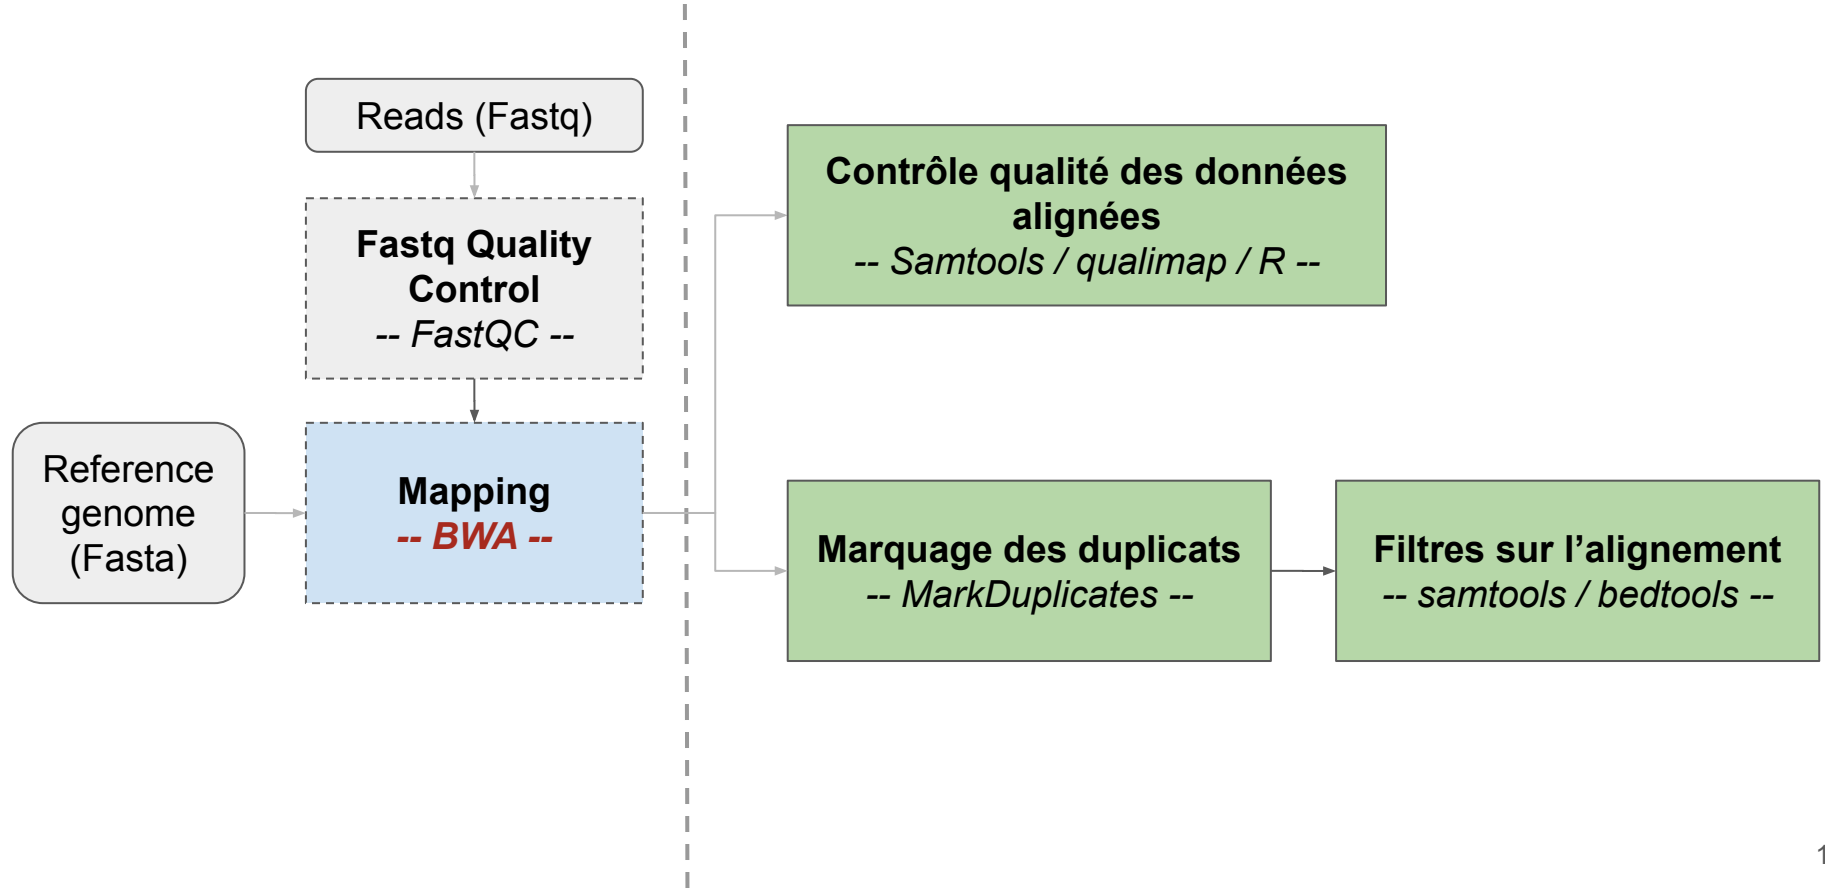 Reads (Fastq)
Fastq Quality
Control
-- FastQC --
Reference
genome
(Fasta)
Mapping
-- BWA --
Contrôle qualité des données
alignées
-- Samtools / qualimap / R --
Marquage des duplicats
-- MarkDuplicates --
Filtres sur l’alignement
-- samtools / bedtools --
1